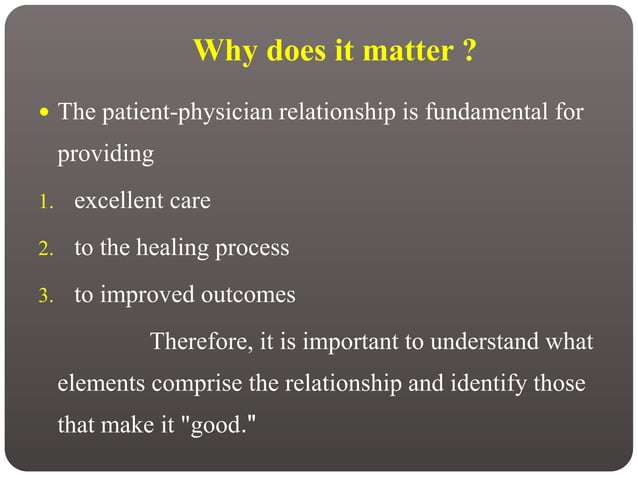 Why does it matter ?
• The patient-physician relationship is fundamental for
providing
1. excellent care
2. to the healing process
3. to improved outcomes
Therefore, it is important to understand what
elements comprise the relationship and identify those
that make it "good."